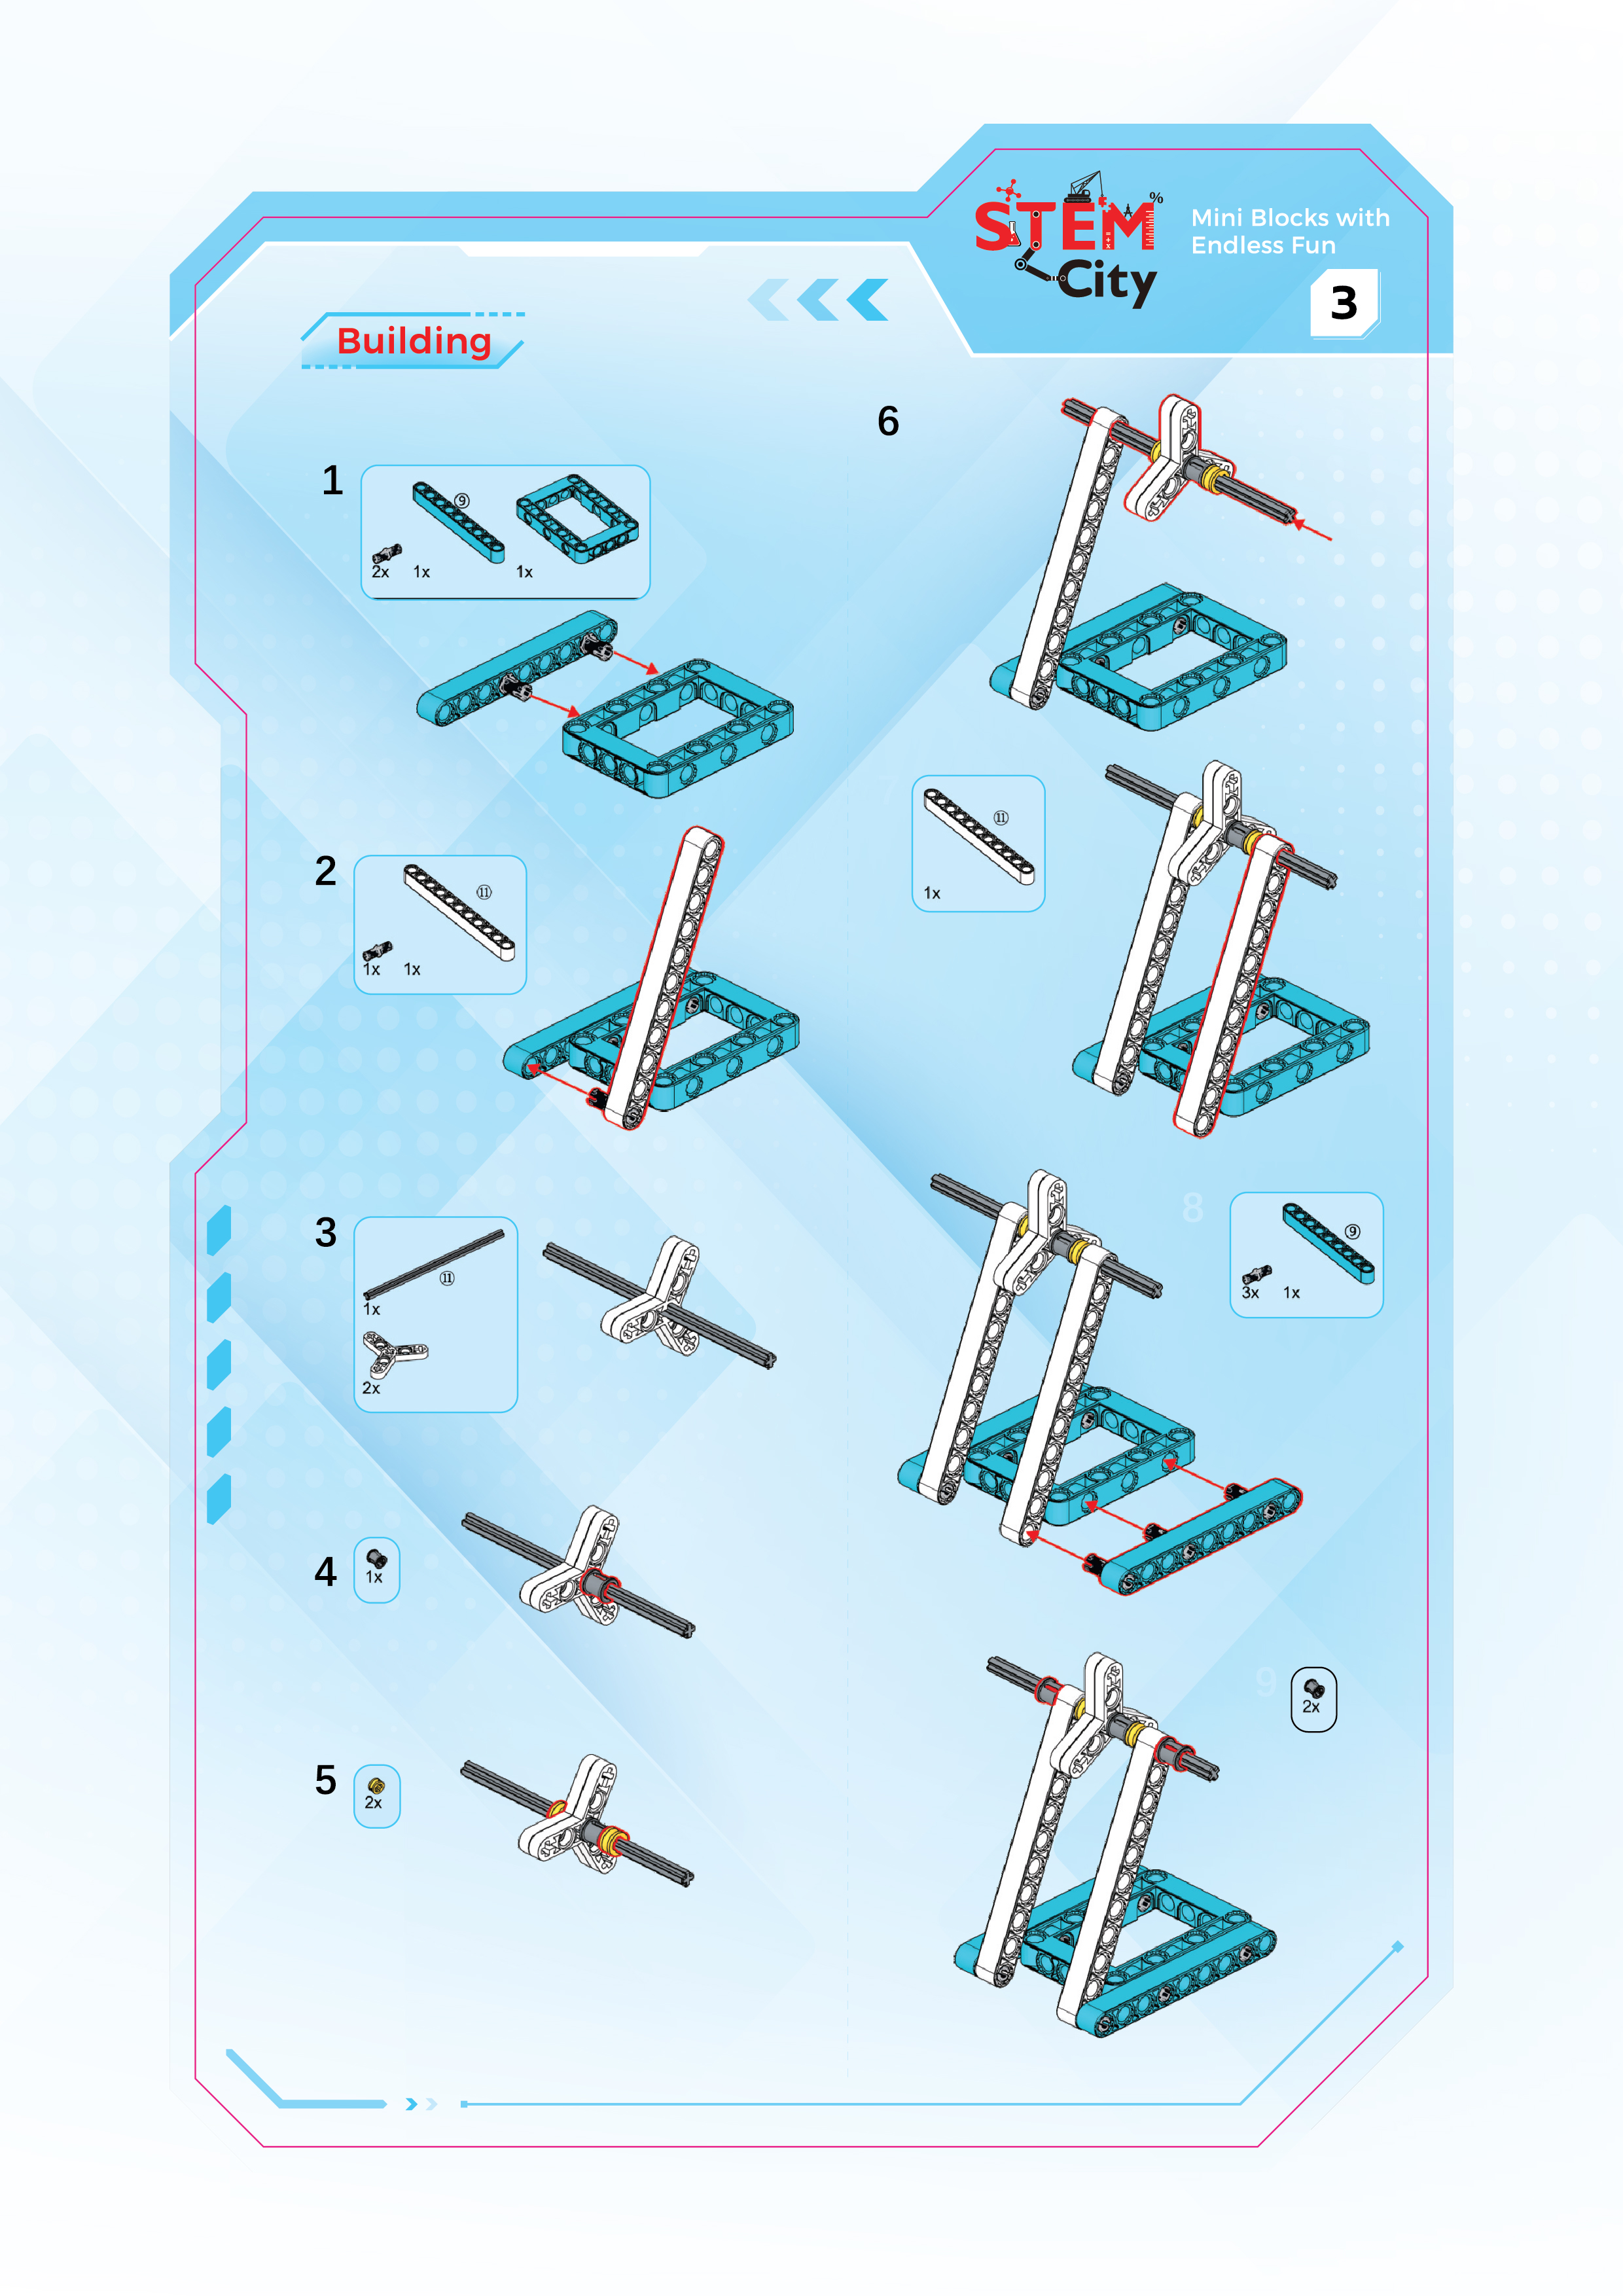 STEM
%
City
Mini Blocks with
Endless Fun
3
Building
1
⑨
2x 1x 1x
2
⑪
1x 1x
3
⑪
1x
2x
4
1x
5
2x
6
7
⑪
1x
8
⑨
3x 1x
9
2x